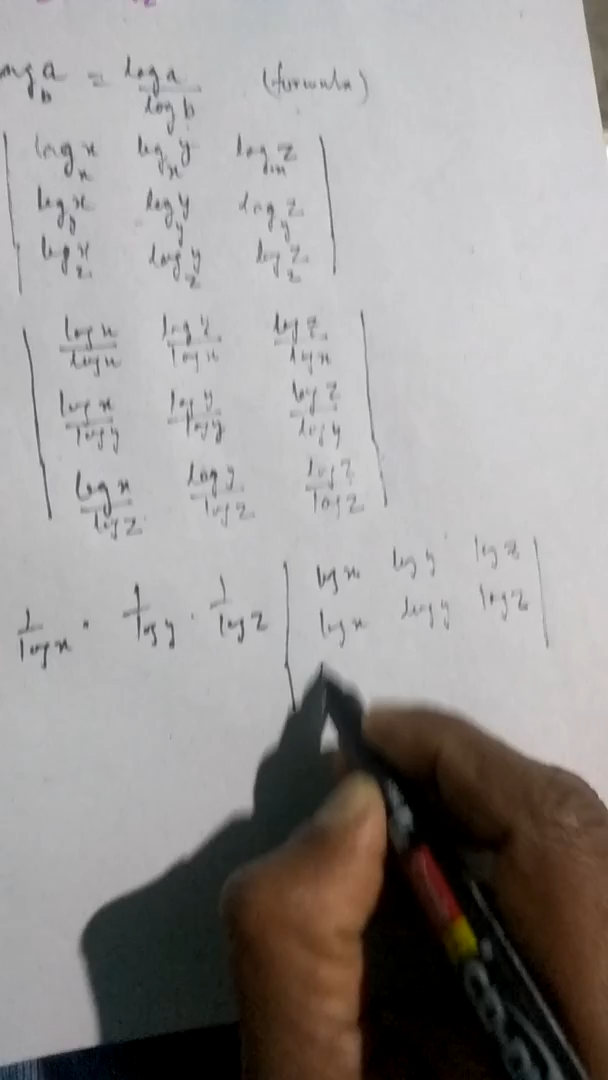 log_b a = log a / log b (formula)
| log_x x log_x y log_x z |
| log_y x log_y y log_y z |
| log_z x log_z y log_z z |
| log x / log x log y / log x log z / log x |
| log x / log y log y / log y log z / log y |
| log x / log z log y / log z log z / log z |
1 / log x · 1 / log y · 1 / log z | log x log y log z |
| log x log y log z |